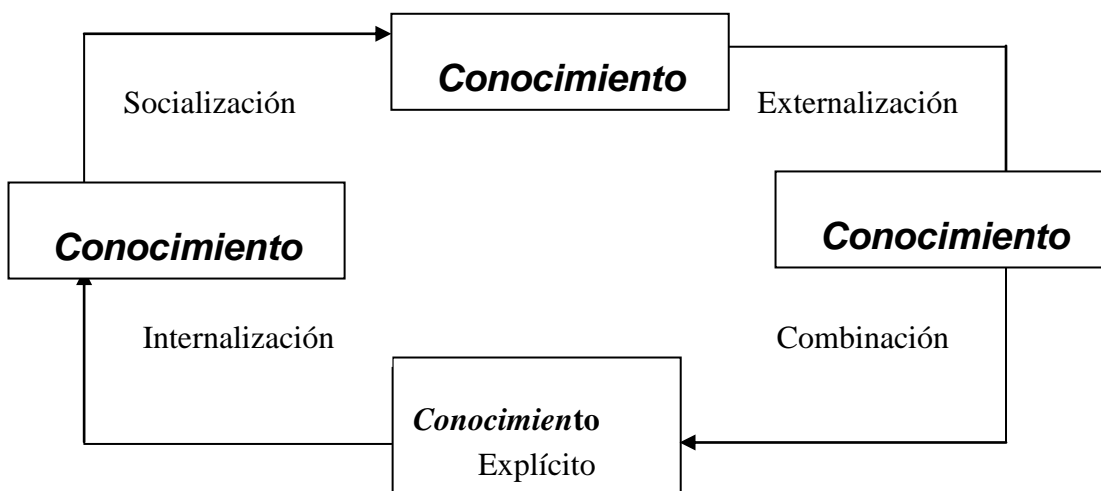 Conocimiento
Socialización
Externalización
Conocimiento
Conocimiento
Internalización
Combinación
Conocimiento
Explícito